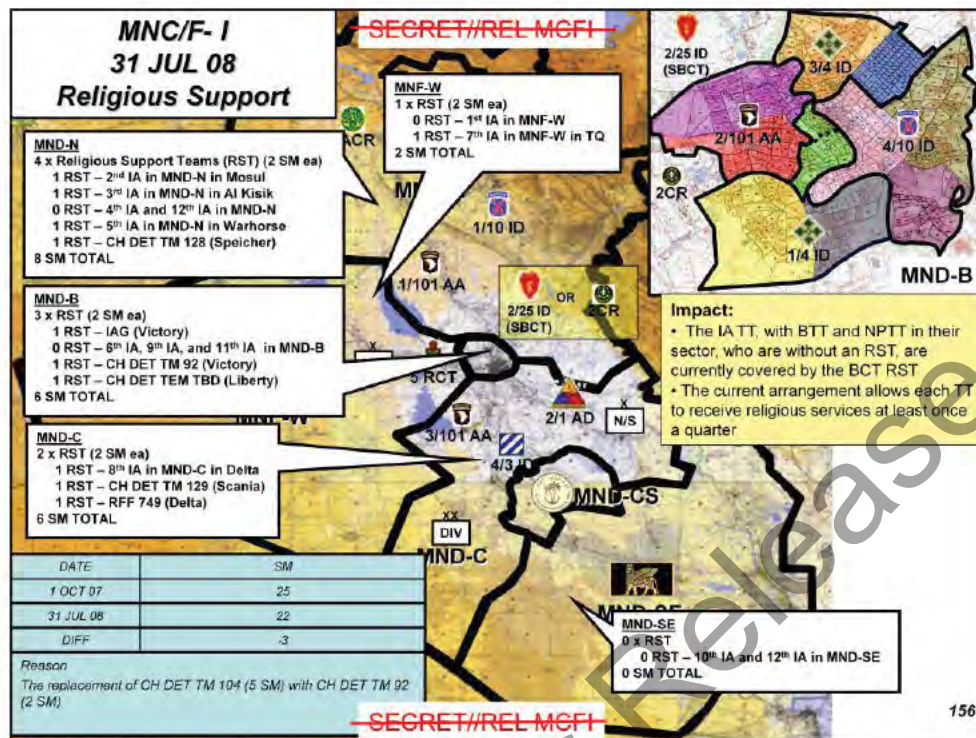 MNC/F- I
31 JUL 08
Religious Support
SECRET//REL MCFI
MND-N
4 x Religious Support Teams (RST) (2 SM ea)
1 RST – 2nd IA in MND-N in Mosul
1 RST – 3rd IA in MND-N in Al Kisik
0 RST – 4th IA and 12th IA in MND-N
1 RST – 5th IA in MND-N in Warhorse
1 RST – CH DET TM 128 (Speicher)
8 SM TOTAL
MNF-W
1 x RST (2 SM ea)
0 RST – 1st IA in MNF-W
1 RST – 7th IA in MNF-W in TQ
2 SM TOTAL
ACR
1/10 ID
1/101 AA
2/25 ID
(SBCT)
OR
2CR
2/25 ID
(SBCT)
3/4 ID
2/101 AA
4/10 ID
2CR
1/4 ID
MND-B
MND-B
3 x RST (2 SM ea)
1 RST – IAG (Victory)
0 RST – 6th IA, 9th IA, and 11th IA in MND-B
1 RST – CH DET TM 92 (Victory)
1 RST – CH DET TEM TBD (Liberty)
6 SM TOTAL
Impact:
• The IA TT, with BTT and NPTT in their
sector, who are without an RST, are
currently covered by the BCT RST
• The current arrangement allows each TT
to receive religious services at least once
a quarter
X
5 RCT
2/1 AD
X
N/S
3/101 AA
4/3 ID
MND-C
2 x RST (2 SM ea)
1 RST – 8th IA in MND-C in Delta
1 RST – CH DET TM 129 (Scania)
1 RST – RFF 749 (Delta)
6 SM TOTAL
MND-CS
XX
DIV
MND-C
DATE SM
1 OCT 07 25
31 JUL 08 22
DIFF -3
Reason
The replacement of CH DET TM 104 (5 SM) with CH DET TM 92
(2 SM)
MND-SE
0 x RST
0 RST – 10th IA and 12th IA in MND-SE
0 SM TOTAL
SECRET//REL MCFI
156
Release